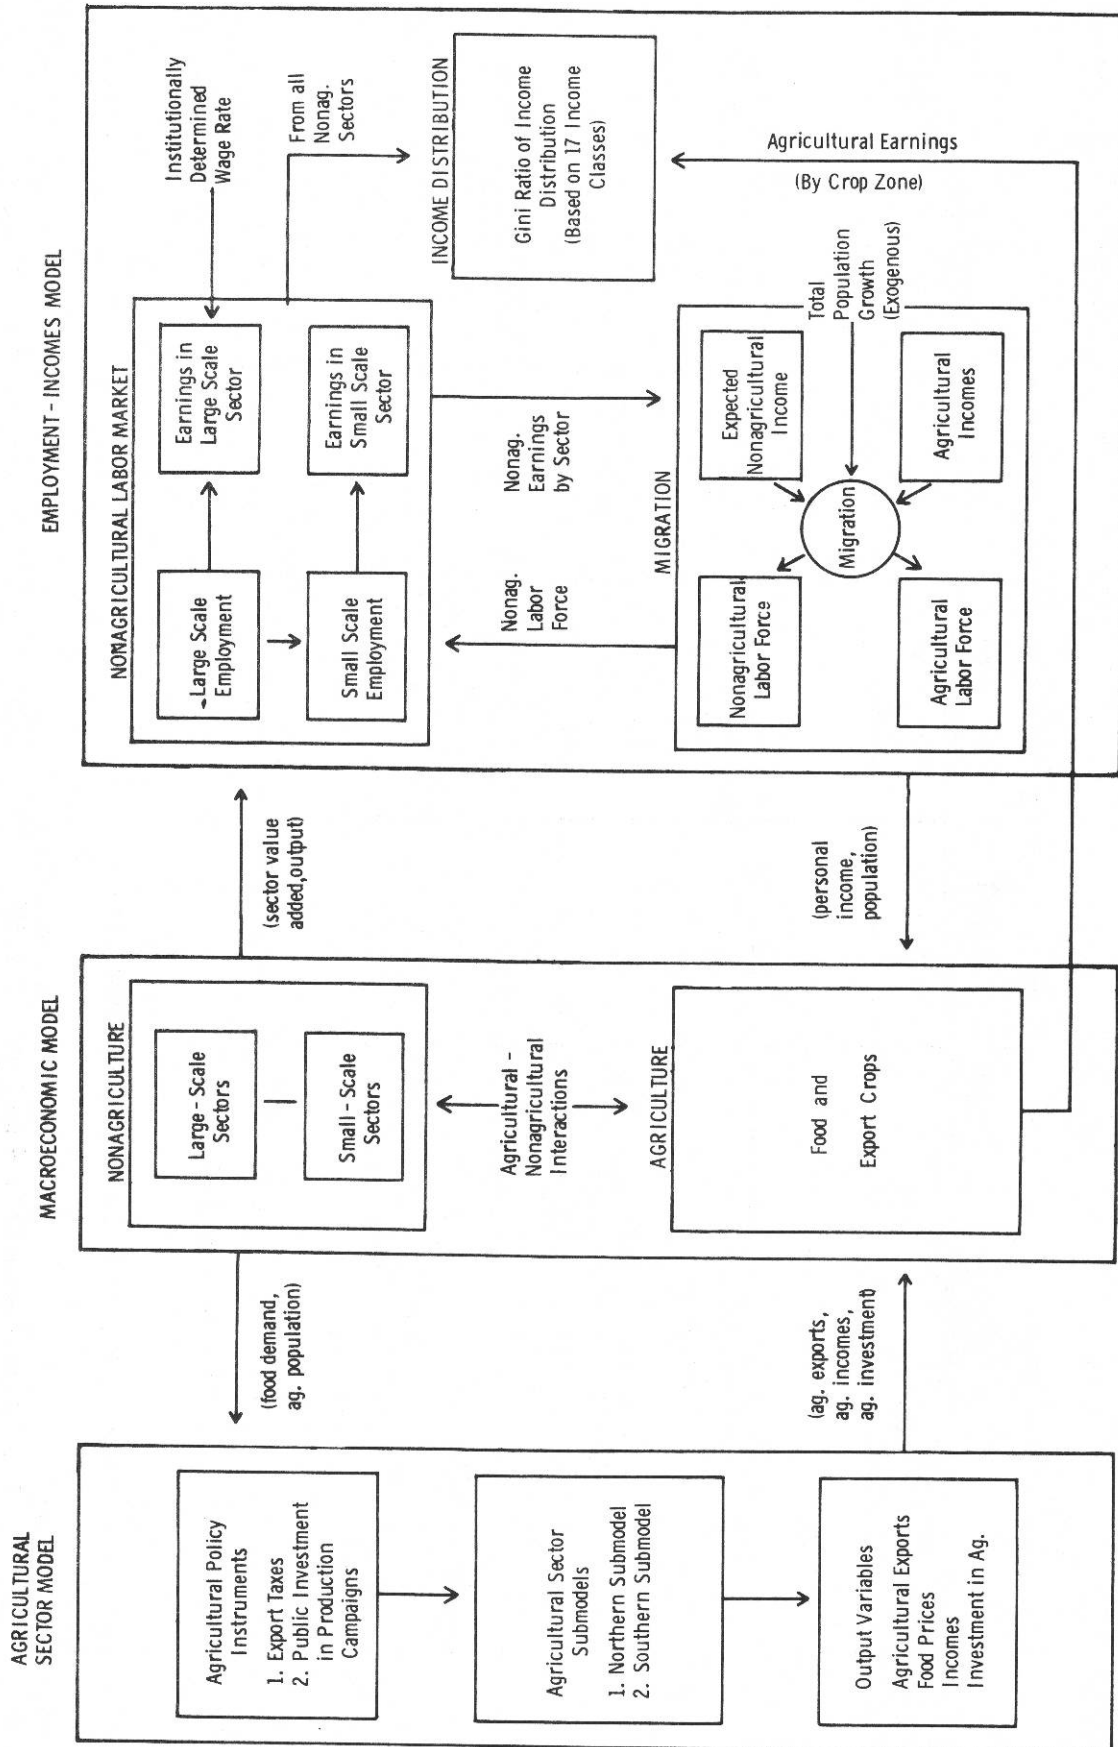 AGRICULTURAL
SECTOR MODEL
Agricultural Policy
Instruments
1. Export Taxes
2. Public Investment
in Production
Campaigns
Agricultural Sector
Submodels
1. Northern Submodel
2. Southern Submodel
Output Variables
Agricultural Exports
Food Prices
Incomes
Investment in Ag.
(food demand,
ag. population)
(ag. exports,
ag. incomes,
ag. investment)
MACROECONOMIC MODEL
NONAGRICULTURE
Large - Scale
Sectors
Small - Scale
Sectors
Agricultural -
Nonagricultural
Interactions
AGRICULTURE
Food and
Export Crops
(sector value
added,output)
(personal
income,
population)
EMPLOYMENT - INCOMES MODEL
NONAGRICULTURAL LABOR MARKET
Large Scale
Employment
Small Scale
Employment
Earnings in
Large Scale
Sector
Earnings in
Small Scale
Sector
Institutionally
Determined
Wage Rate
From all
Nonag.
Sectors
Nonag.
Labor
Force
Nonag.
Earnings
by Sector
INCOME DISTRIBUTION
Gini Ratio of Income
Distribution
(Based on 17 Income
Classes)
MIGRATION
Nonagricultural
Labor Force
Expected
Nonagricultural
Income
Migration
Agricultural
Labor Force
Agricultural
Incomes
Total
Population
Growth
(Exogenous)
Agricultural Earnings
(By Crop Zone)